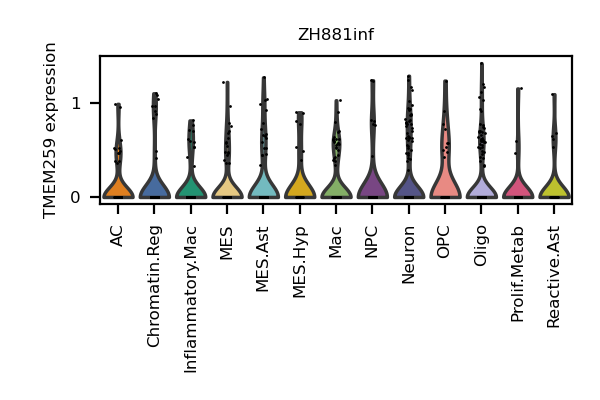 ZH881inf
TMEM259 expression
1
0
AC
Chromatin.Reg
Inflammatory.Mac
MES
MES.Ast
MES.Hyp
Mac
NPC
Neuron
OPC
Oligo
Prolif.Metab
Reactive.Ast